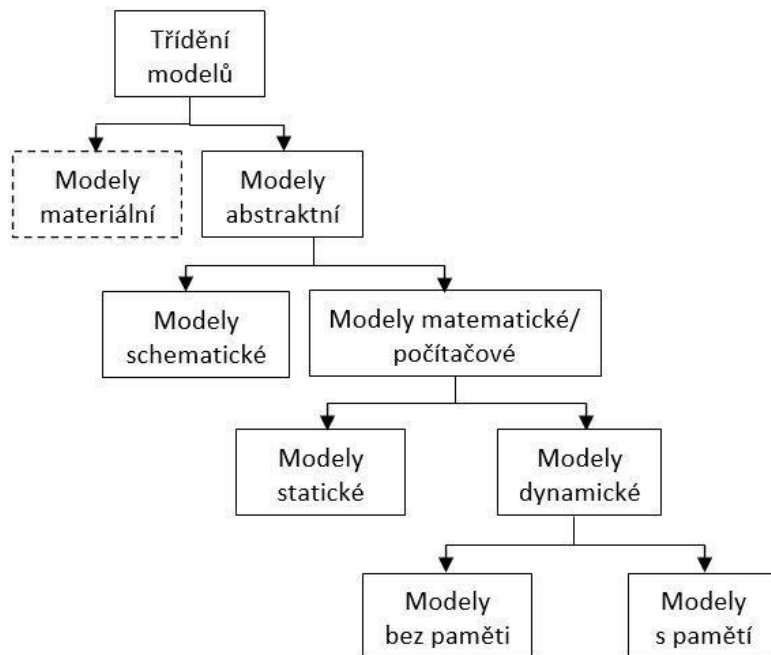 Třídění
modelů
Modely
materiální
Modely
abstraktní
Modely
schematické
Modely matematické/
počítačové
Modely
statické
Modely
dynamické
Modely
bez paměti
Modely
s pamětí